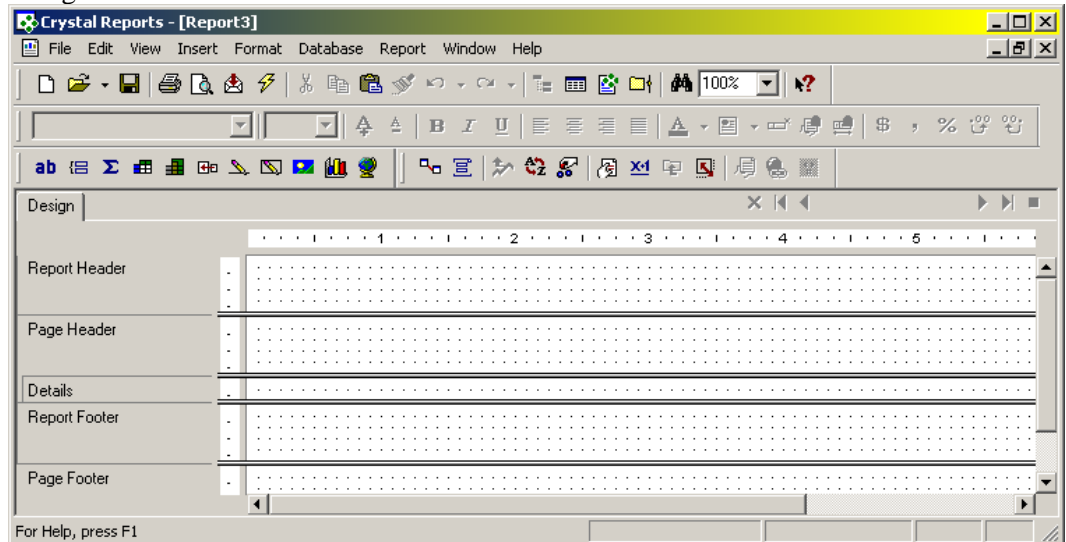 Crystal Reports - [Report3]
File Edit View Insert Format Database Report Window Help
100%
B I U $ , %
ab Σ
Design
1 2 3 4 5
Report Header
Page Header
Details
Report Footer
Page Footer
For Help, press F1